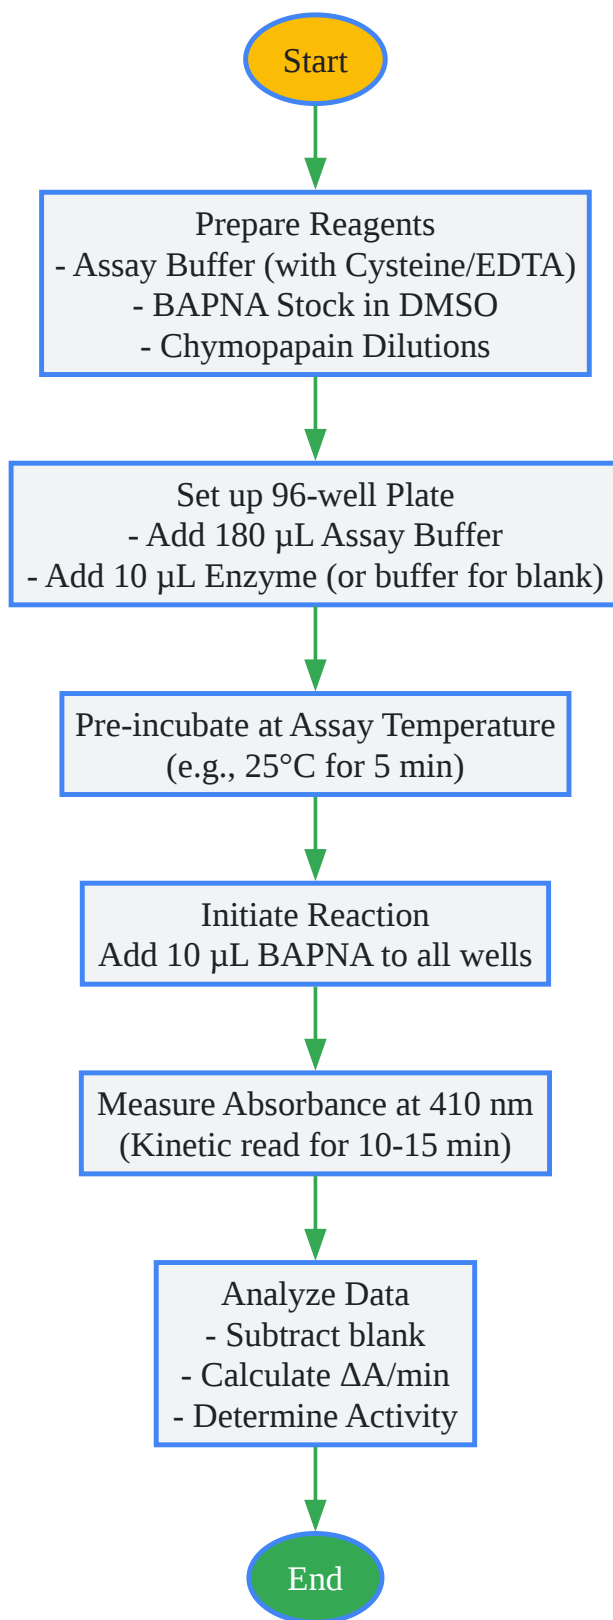 Start
Prepare Reagents
- Assay Buffer (with Cysteine/EDTA)
- BAPNA Stock in DMSO
- Chymopapain Dilutions
Set up 96-well Plate
- Add 180 µL Assay Buffer
- Add 10 µL Enzyme (or buffer for blank)
Pre-incubate at Assay Temperature
(e.g., 25°C for 5 min)
Initiate Reaction
Add 10 µL BAPNA to all wells
Measure Absorbance at 410 nm
(Kinetic read for 10-15 min)
Analyze Data
- Subtract blank
- Calculate ΔA/min
- Determine Activity
End